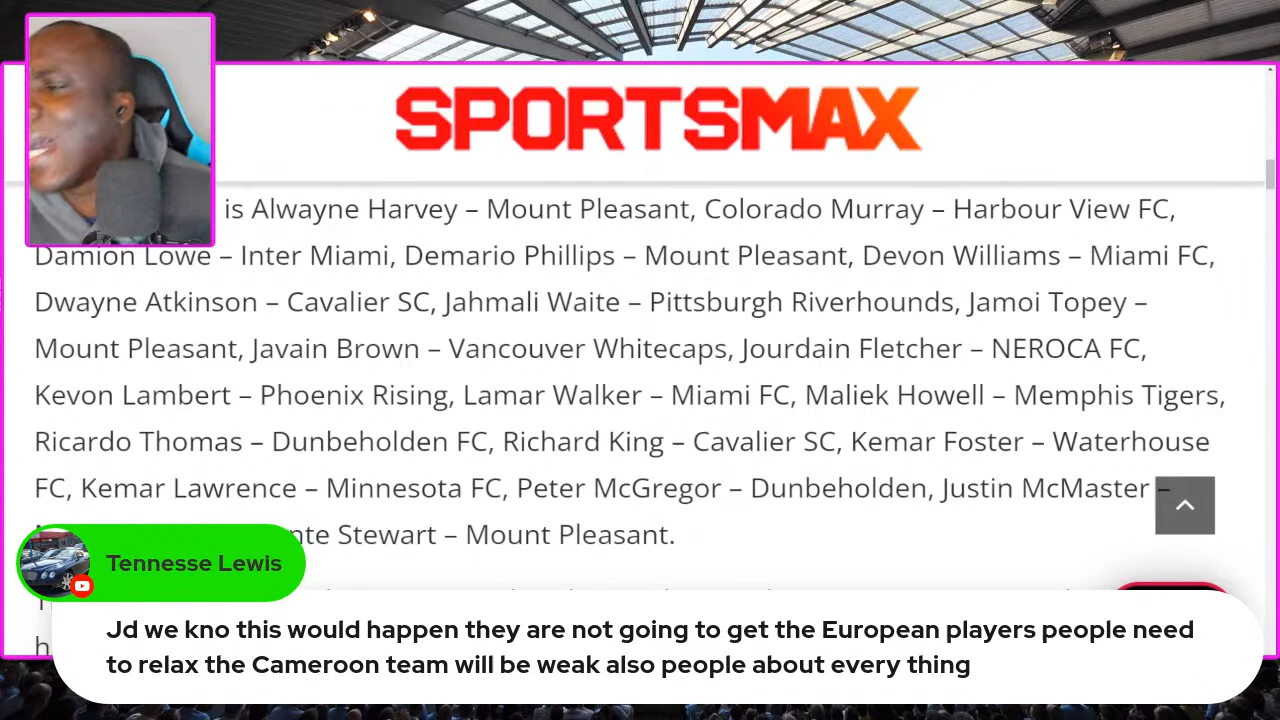 SPORTSMAX
is Alwayne Harvey – Mount Pleasant, Colorado Murray – Harbour View FC,
Damion Lowe – Inter Miami, Demario Phillips – Mount Pleasant, Devon Williams – Miami FC,
Dwayne Atkinson – Cavalier SC, Jahmali Waite – Pittsburgh Riverhounds, Jamoi Topey –
Mount Pleasant, Javain Brown – Vancouver Whitecaps, Jourdain Fletcher – NEROCA FC,
Kevon Lambert – Phoenix Rising, Lamar Walker – Miami FC, Maliek Howell – Memphis Tigers,
Ricardo Thomas – Dunbeholden FC, Richard King – Cavalier SC, Kemar Foster – Waterhouse
FC, Kemar Lawrence – Minnesota FC, Peter McGregor – Dunbeholden, Justin McMaster –
nte Stewart – Mount Pleasant.
Tennesse Lewis
Jd we kno this would happen they are not going to get the European players people need
to relax the Cameroon team will be weak also people about every thing